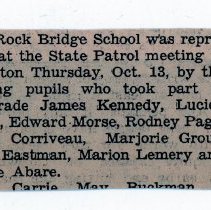 Rock Bridge School was repr
at the State Patrol meeting
ton Thursday, Oct. 13, by th
ng pupils who took part
rade James Kennedy, Lucie
, Edward Morse, Rodney Pag
Corriveau, Marjorie Grou
Eastman, Marion Lemery ar
e Abare.
Carrie May Buckman